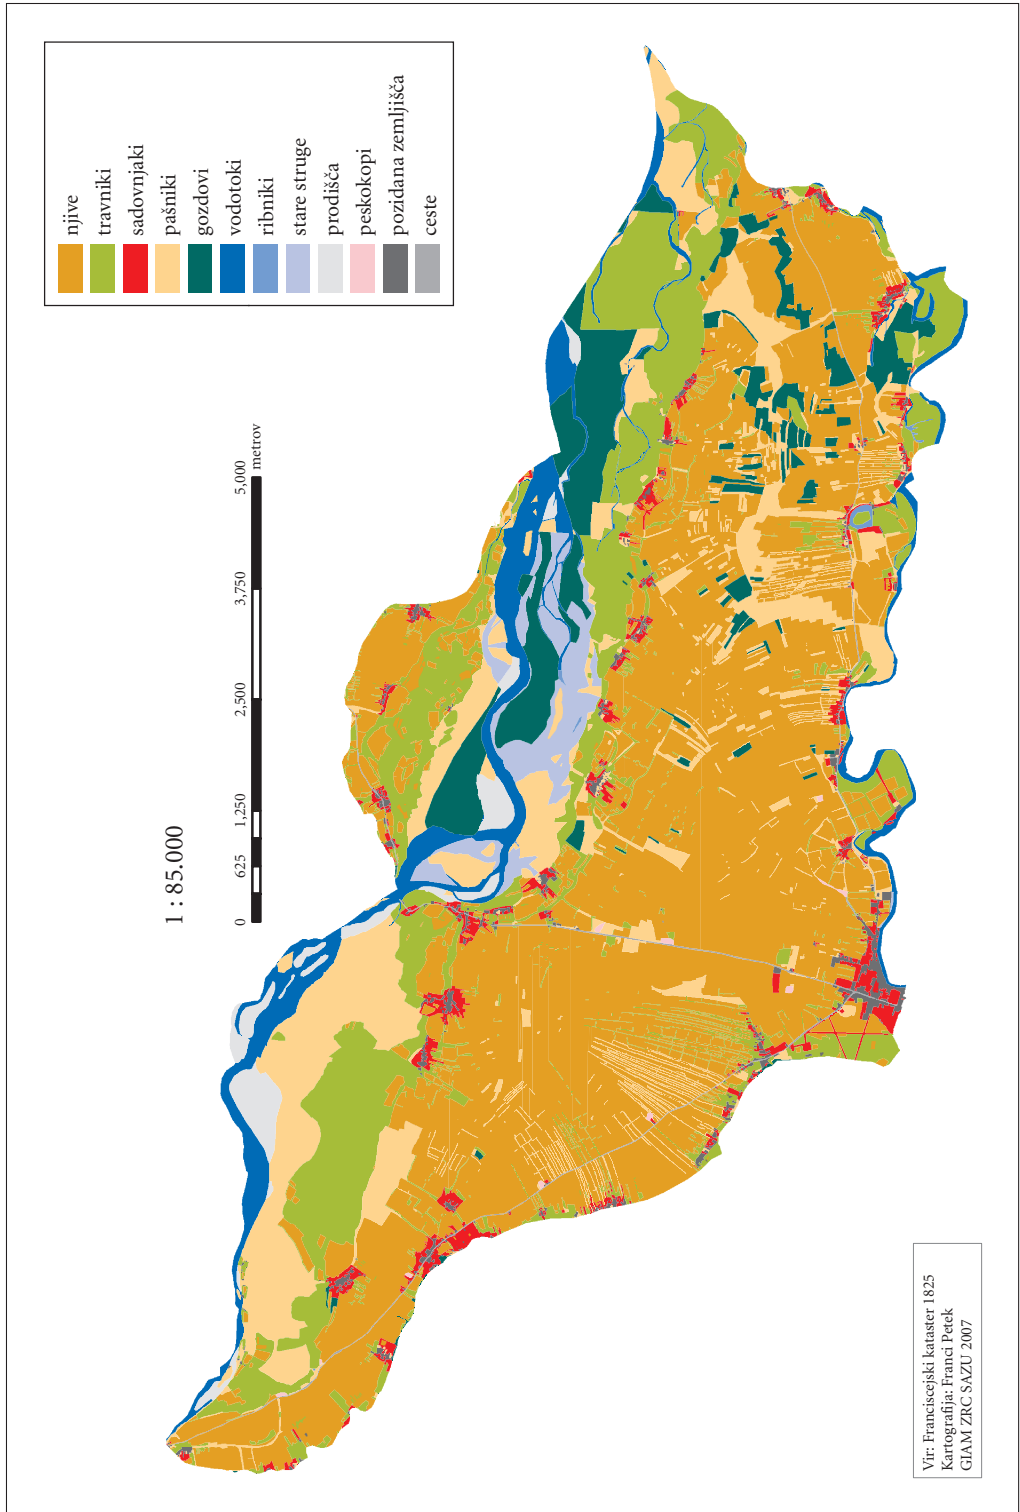 njive
travniki
sadovnjaki
pašniki
gozdovi
vodotoki
ribniki
stare struge
prodišča
peskokopi
pozidana zemljišča
ceste
1 : 85.000
0 625 1,250 2,500 3,750 5,000
metrov
Vir: Franciscejski kataster 1825
Kartografija: Franci Petek
GIAM ZRC SAZU 2007